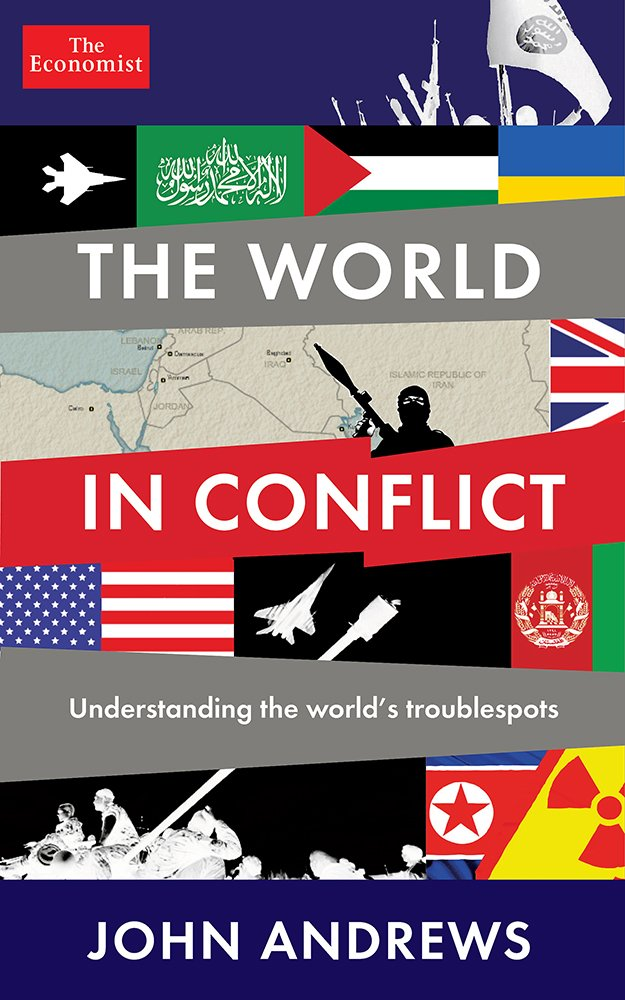 The
Economist
لا إله إلا الله محمد رسول الله
THE WORLD
ARAB REP.
LEBANON
Beirut
Damascus
Baghdad
IRAQ
ISRAEL
Amman
ISLAMIC REPUBLIC OF
IRAN
Cairo
JORDAN
IN CONFLICT
Understanding the world's troublespots
JOHN ANDREWS